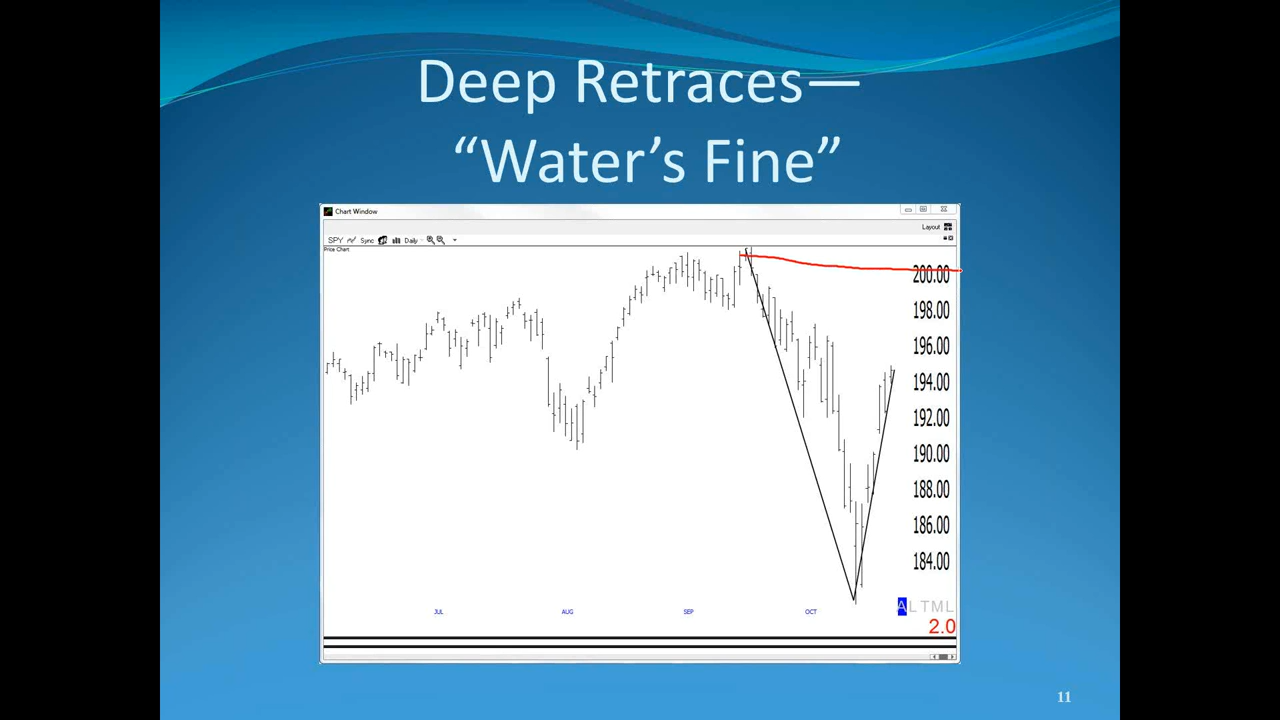 Deep Retraces—
“Water’s Fine”
Chart Window
Layout
SPY Sync Daily
Price Chart
200.00
198.00
196.00
194.00
192.00
190.00
188.00
186.00
184.00
JUL AUG SEP OCT
A L T M L
2.0
11